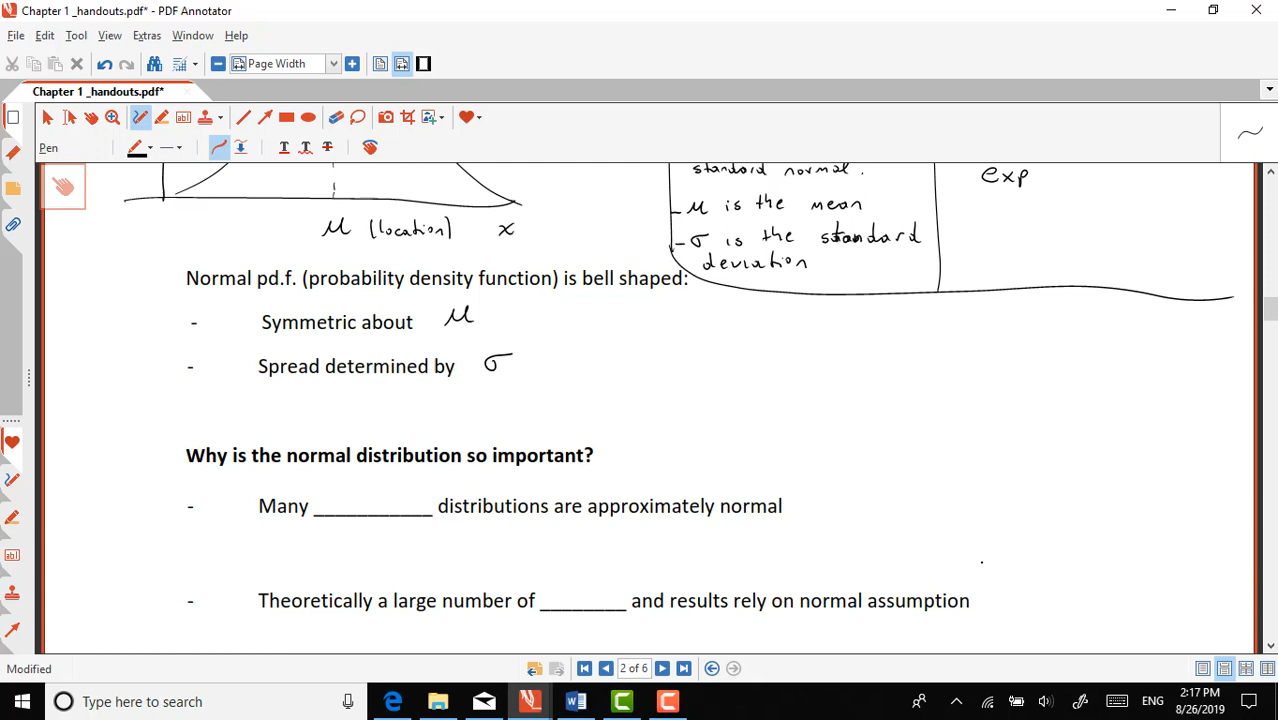 Chapter 1 _handouts.pdf* - PDF Annotator
File Edit Tool View Extras Window Help
Page Width
Chapter 1 _handouts.pdf*
Pen
standard normal.
exp
- μ is the mean
μ (location) x
- σ is the standard
deviation
Normal pd.f. (probability density function) is bell shaped:
- Symmetric about μ
- Spread determined by σ
Why is the normal distribution so important?
- Many ___________ distributions are approximately normal
- Theoretically a large number of ________ and results rely on normal assumption
Modified
2 of 6
Type here to search
ENG
2:17 PM
8/26/2019